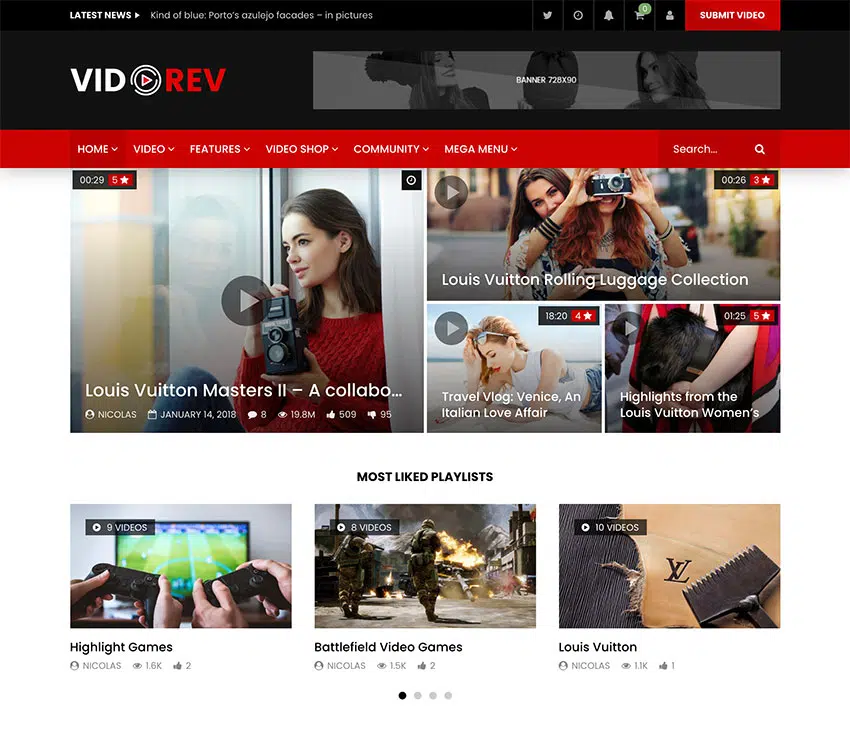 LATEST NEWS Kind of blue: Porto's azulejo facades – in pictures
0
SUBMIT VIDEO
VIDOREV
BANNER 728X90
HOME VIDEO FEATURES VIDEO SHOP COMMUNITY MEGA MENU Search...
00:29 5
00:26 3
Louis Vuitton Rolling Luggage Collection
Louis Vuitton Masters II – A collabo...
NICOLAS JANUARY 14, 2018 8 19.8M 509 95
18:20 4
Travel Vlog: Venice, An
Italian Love Affair
01:25 5
Highlights from the
Louis Vuitton Women's
MOST LIKED PLAYLISTS
9 VIDEOS
8 VIDEOS
10 VIDEOS
LV
Highlight Games
NICOLAS 1.6K 2
Battlefield Video Games
NICOLAS 1.5K 2
Louis Vuitton
NICOLAS 1.1K 1